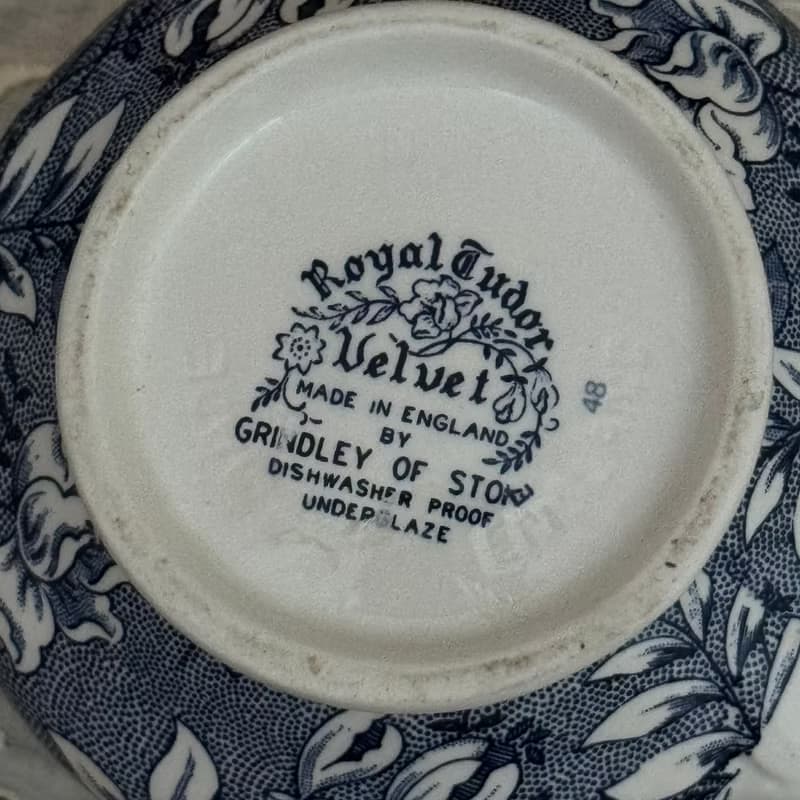 Royal Tudor
Velvet
MADE IN ENGLAND
BY
GRINDLEY OF STOKE
DISHWASHER PROOF
UNDERGLAZE
48